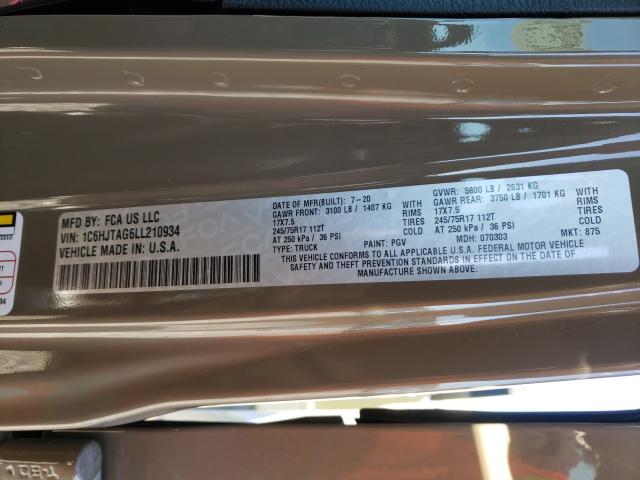 MFD BY: FCA US LLC
VIN: 1C6HJTAG6LL210934
VEHICLE MADE IN U.S.A.
DATE OF MFR(BUILT): 7-20
GAWR FRONT: 3100 LB / 1407 KG WITH
17X7.5 RIMS
245/75R17 112T TIRES
AT 250 kPa / 36 PSI COLD
TYPE: TRUCK PAINT: PGV
GVWR: 5800 LB / 2631 KG
GAWR REAR: 3750 LB / 1701 KG WITH
17X7.5 RIMS
245/75R17 112T TIRES
AT 250 kPa / 36 PSI COLD
MDH: 070303 MKT: 875
THIS VEHICLE CONFORMS TO ALL APPLICABLE U.S.A. FEDERAL MOTOR VEHICLE
SAFETY AND THEFT PREVENTION STANDARDS IN EFFECT ON THE DATE OF
MANUFACTURE SHOWN ABOVE.